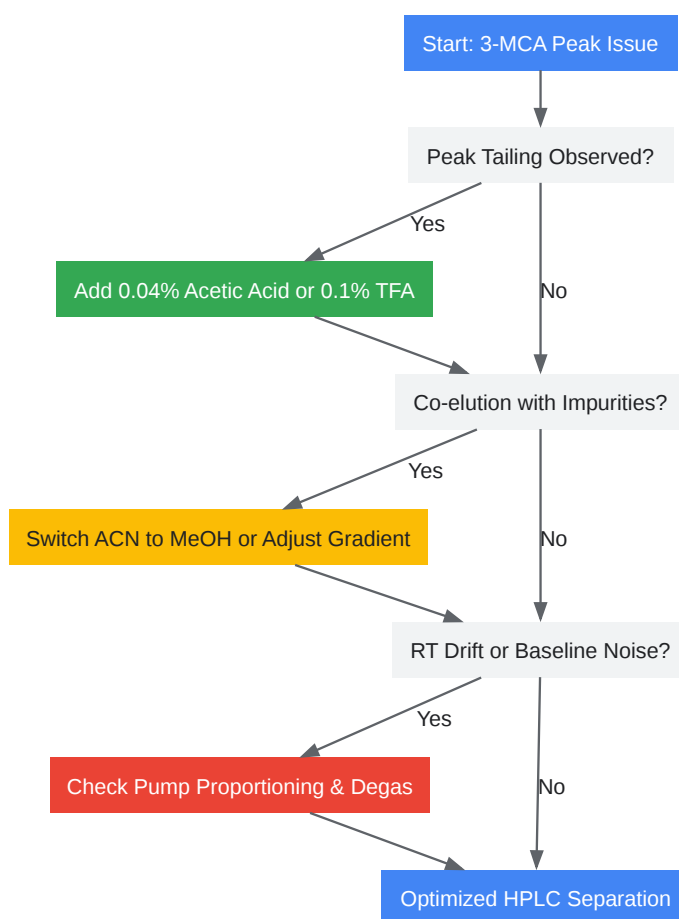 Start: 3-MCA Peak Issue
Peak Tailing Observed?
Yes
Add 0.04% Acetic Acid or 0.1% TFA
No
Co-elution with Impurities?
Yes
Switch ACN to MeOH or Adjust Gradient
No
RT Drift or Baseline Noise?
Yes
Check Pump Proportioning & Degas
No
Optimized HPLC Separation